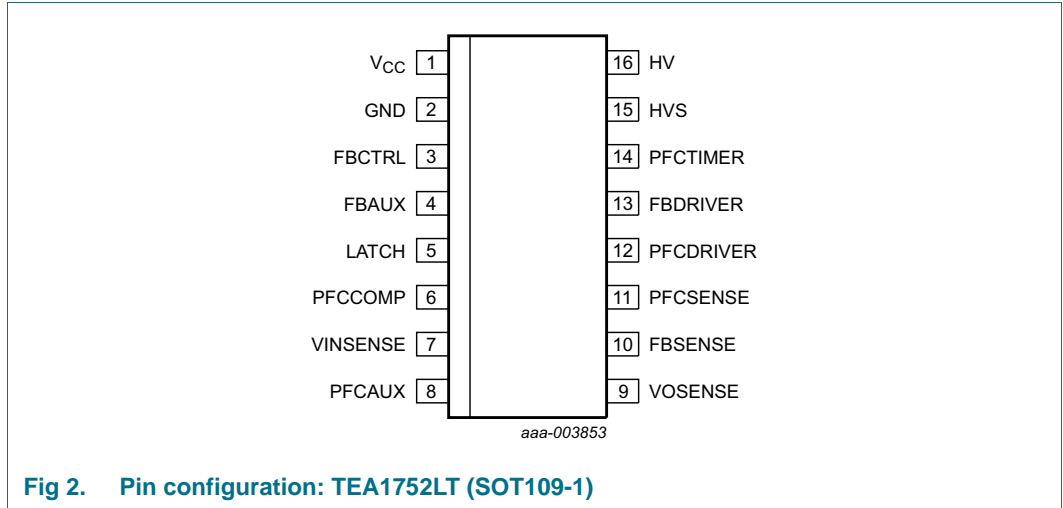 VCC 1 16 HV
GND 2 15 HVS
FBCTRL 3 14 PFCTIMER
FBAUX 4 13 FBDRIVER
LATCH 5 12 PFCDRIVER
PFCCOMP 6 11 PFCSENSE
VINSENSE 7 10 FBSENSE
PFCAUX 8 9 VOSENSE
aaa-003853
Fig 2. Pin configuration: TEA1752LT (SOT109-1)